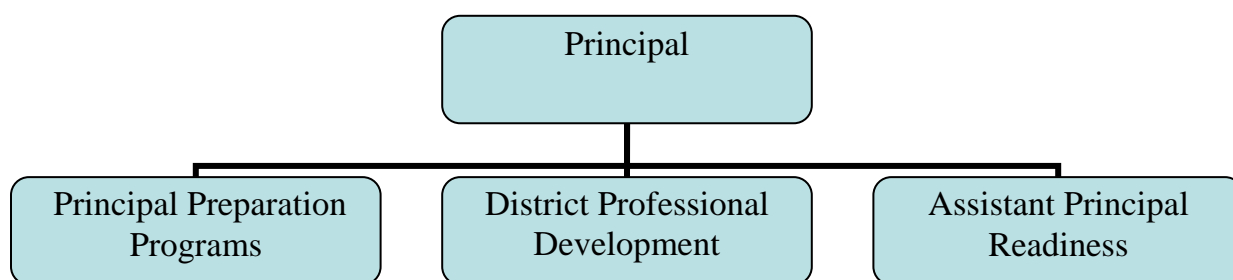 Principal
Principal Preparation
Programs
District Professional
Development
Assistant Principal
Readiness